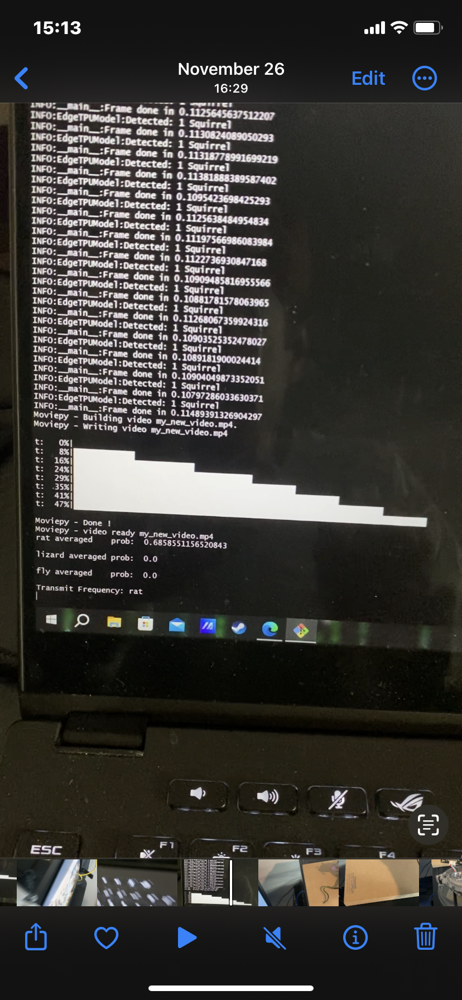 15:13
November 26
16:29
Edit
INFO:__main__:Frame done in 0.1125645637512207
INFO:EdgeTPUModel:Detected: 1 Squirrel
INFO:__main__:Frame done in 0.1130824089050293
INFO:EdgeTPUModel:Detected: 1 Squirrel
INFO:__main__:Frame done in 0.11318778991699219
INFO:EdgeTPUModel:Detected: 1 Squirrel
INFO:__main__:Frame done in 0.11381888389587402
INFO:EdgeTPUModel:Detected: 1 Squirrel
INFO:__main__:Frame done in 0.1095423698425293
INFO:EdgeTPUModel:Detected: 1 Squirrel
INFO:__main__:Frame done in 0.1125638484954834
INFO:EdgeTPUModel:Detected: 1 Squirrel
INFO:__main__:Frame done in 0.11197566986083984
INFO:EdgeTPUModel:Detected: 1 Squirrel
INFO:__main__:Frame done in 0.1122736930847168
INFO:EdgeTPUModel:Detected: 1 Squirrel
INFO:__main__:Frame done in 0.10909485816955566
INFO:EdgeTPUModel:Detected: 1 Squirrel
INFO:__main__:Frame done in 0.10881781578063965
INFO:EdgeTPUModel:Detected: 1 Squirrel
INFO:__main__:Frame done in 0.11268067359924316
INFO:EdgeTPUModel:Detected: 1 Squirrel
INFO:__main__:Frame done in 0.10903525352478027
INFO:EdgeTPUModel:Detected: 1 Squirrel
INFO:__main__:Frame done in 0.1089181900024414
INFO:EdgeTPUModel:Detected: 1 Squirrel
INFO:__main__:Frame done in 0.10904049873352051
INFO:EdgeTPUModel:Detected: 1 Squirrel
INFO:__main__:Frame done in 0.10797286033630371
INFO:EdgeTPUModel:Detected: 1 Squirrel
INFO:__main__:Frame done in 0.11489391326904297
Moviepy - Building video my_new_video.mp4.
Moviepy - Writing video my_new_video.mp4
t: 0%|
t: 8%|
t: 16%|
t: 24%|
t: 29%|
t: 35%|
t: 41%|
t: 47%|
Moviepy - Done !
Moviepy - video ready my_new_video.mp4
rat averaged prob: 0.6858551156520843
lizard averaged prob: 0.0
fly averaged prob: 0.0
Transmit Frequency: rat
ESC
F1
F2
F3
F4